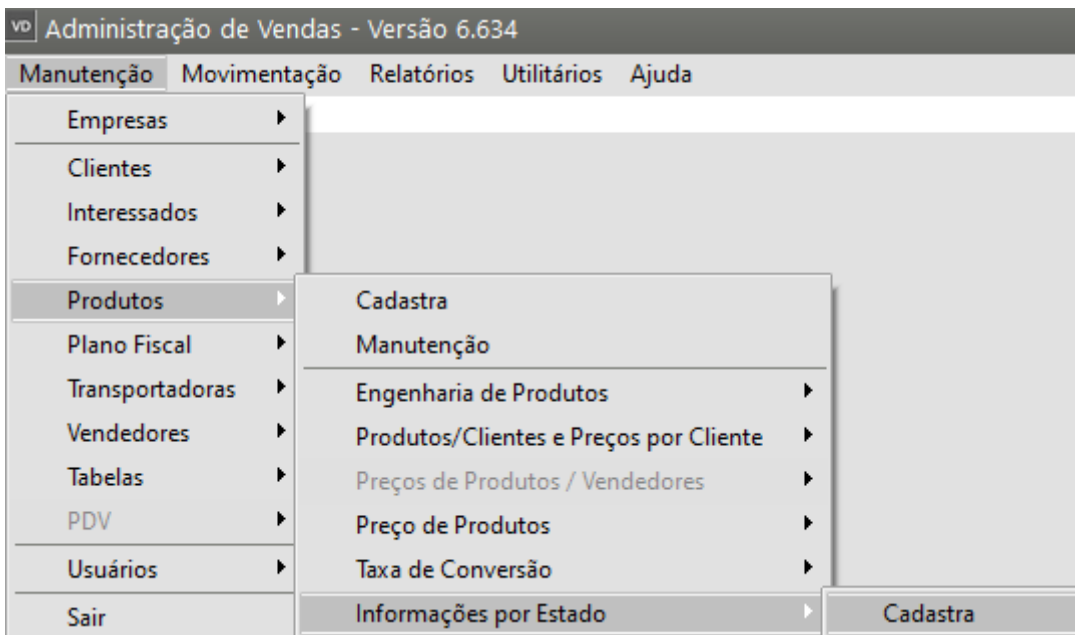 VD Administração de Vendas - Versão 6.634
Manutenção Movimentação Relatórios Utilitários Ajuda
Empresas
Clientes
Interessados
Fornecedores
Produtos
Plano Fiscal
Transportadoras
Vendedores
Tabelas
PDV
Usuários
Sair
Cadastra
Manutenção
Engenharia de Produtos
Produtos/Clientes e Preços por Cliente
Preços de Produtos / Vendedores
Preço de Produtos
Taxa de Conversão
Informações por Estado
Cadastra